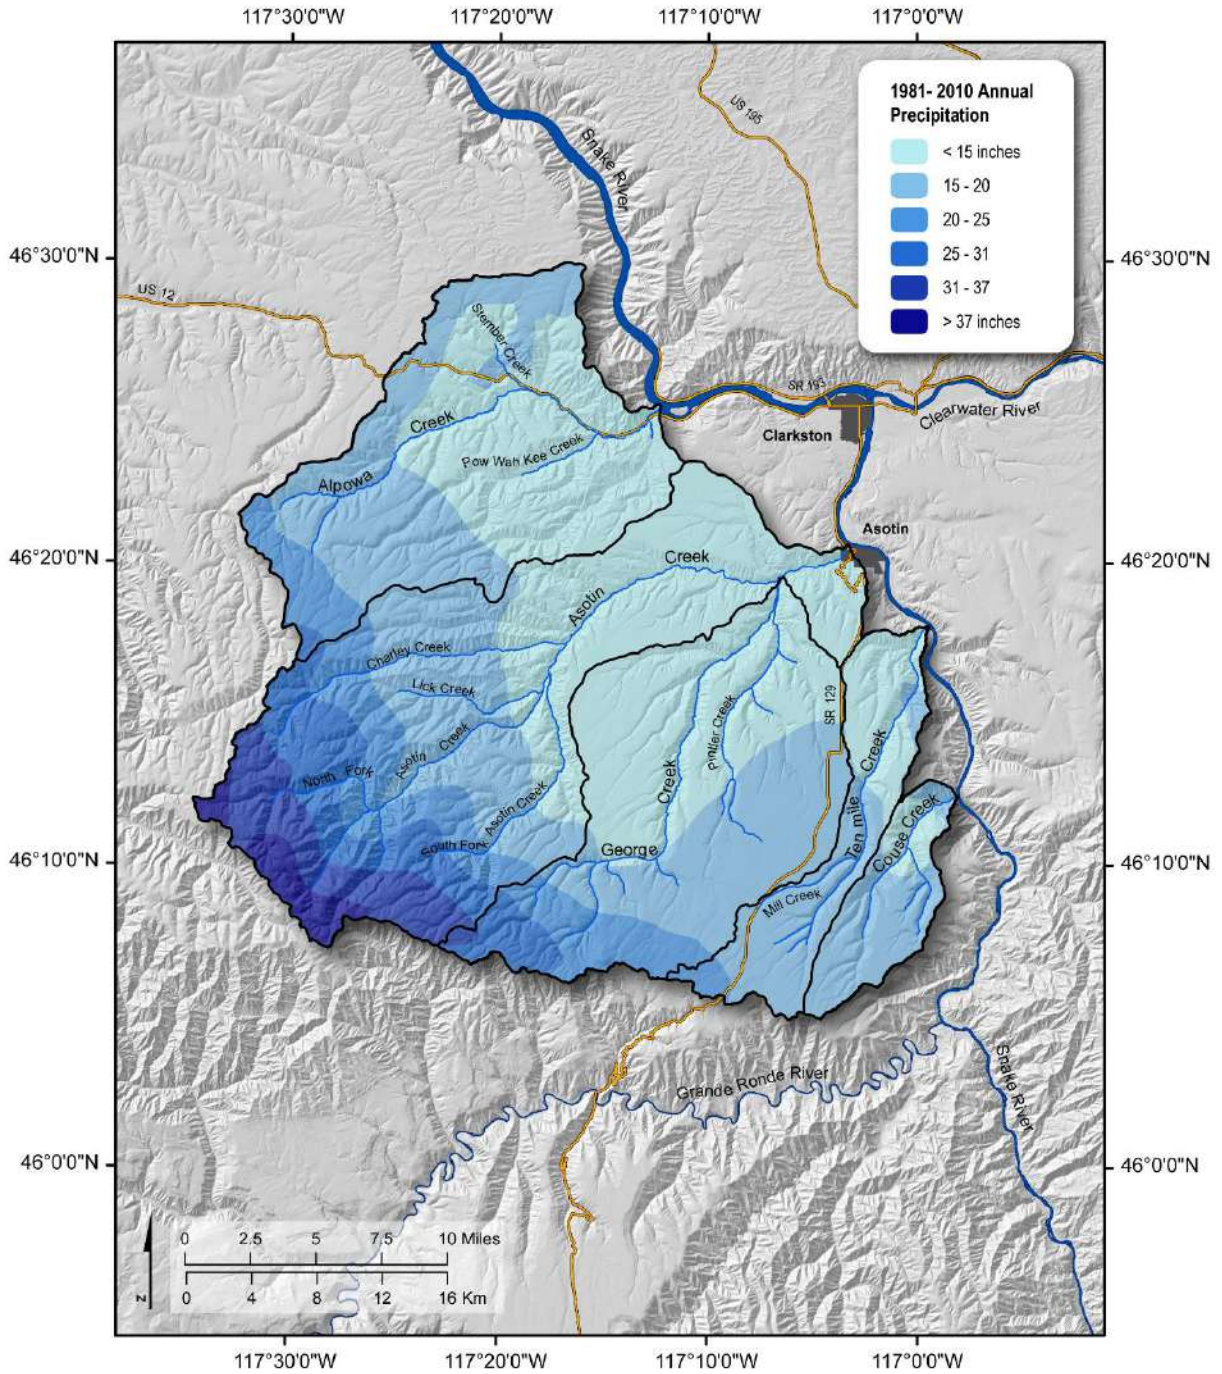 117°30'0"W 117°20'0"W 117°10'0"W 117°0'0"W
1981- 2010 Annual
Precipitation
< 15 inches
15 - 20
20 - 25
25 - 31
31 - 37
> 37 inches
US 195
Snake River
46°30'0"N 46°30'0"N
US 12
Stember Creek
SR 193
Clearwater River
Clarkston
Creek
Pow Wah Kee Creek
Alpowa
Asotin
46°20'0"N 46°20'0"N
Creek
Asotin
Charley Creek
Lick Creek
SR 129
Pintler Creek
Creek
Asotin Creek
North Fork
Creek
Asotin Creek
Ten mile
Couse Creek
South Fork
George
46°10'0"N 46°10'0"N
Mill Creek
Grande Ronde River
Snake River
46°0'0"N 46°0'0"N
0 2.5 5 7.5 10 Miles
0 4 8 12 16 Km
N
117°30'0"W 117°20'0"W 117°10'0"W 117°0'0"W